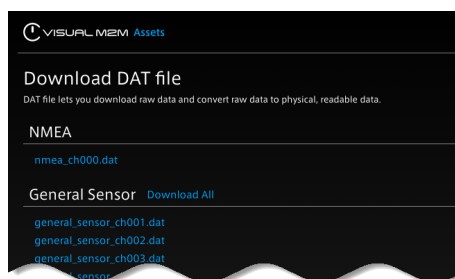 VISUAL M2M Assets
Download DAT file
DAT file lets you download raw data and convert raw data to physical, readable data.
NMEA
nmea_ch000.dat
General Sensor Download All
general_sensor_ch001.dat
general_sensor_ch002.dat
general_sensor_ch003.dat